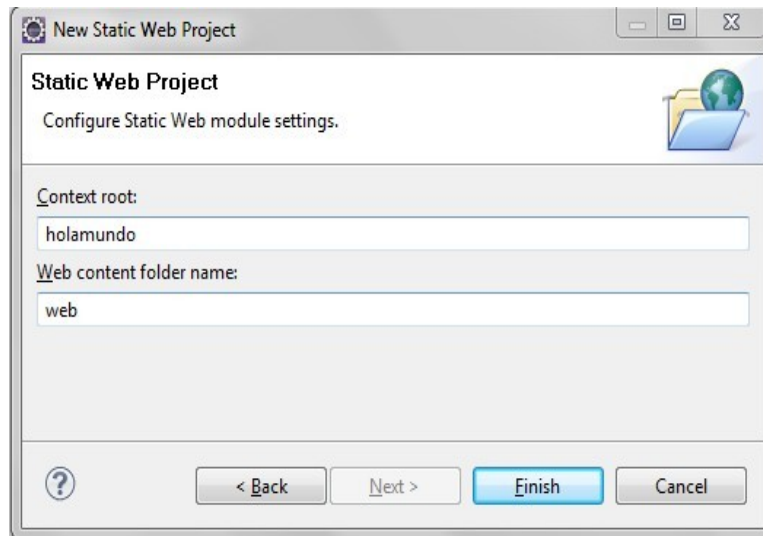 New Static Web Project
Static Web Project
Configure Static Web module settings.
Context root:
holamundo
Web content folder name:
web
?
< Back
Next >
Finish
Cancel